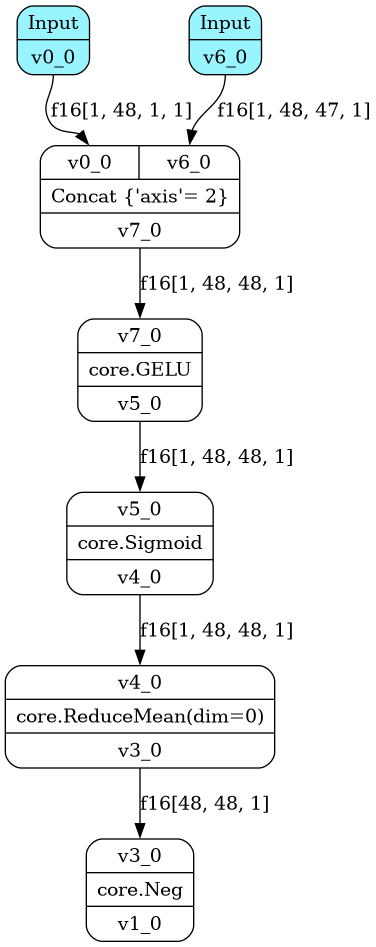 Input
Input
v0_0
v6_0
f16[1, 48, 1, 1]
f16[1, 48, 47, 1]
v0_0
v6_0
Concat {'axis'= 2}
v7_0
f16[1, 48, 48, 1]
v7_0
core.GELU
v5_0
f16[1, 48, 48, 1]
v5_0
core.Sigmoid
v4_0
f16[1, 48, 48, 1]
v4_0
core.ReduceMean(dim=0)
v3_0
f16[48, 48, 1]
v3_0
core.Neg
v1_0